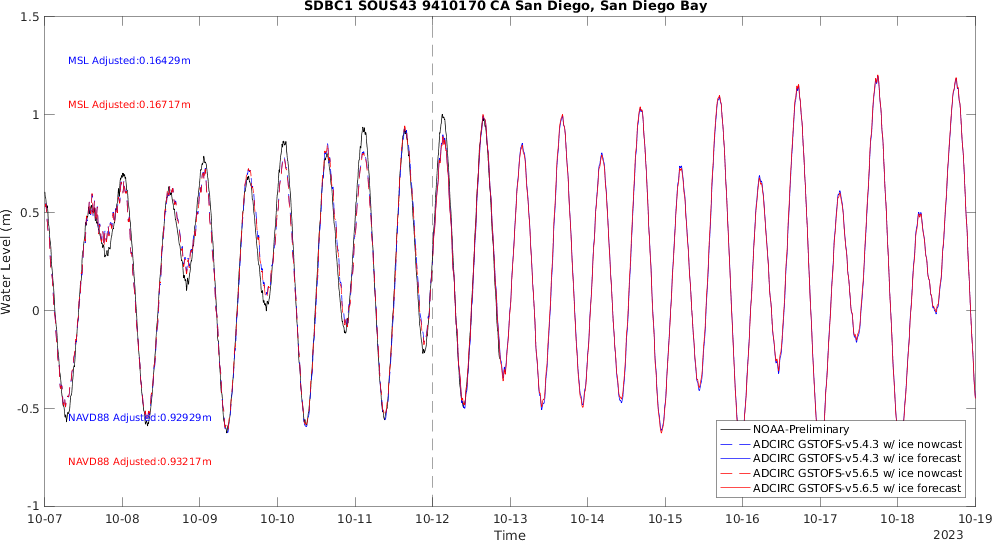 SDBC1 SOUS43 9410170 CA San Diego, San Diego Bay
1.5
1
0.5
0
-0.5
-1
Water Level (m)
MSL Adjusted:0.16429m
MSL Adjusted:0.16717m
NAVD88 Adjusted:0.92929m
NAVD88 Adjusted:0.93217m
NOAA-Preliminary
ADCIRC GSTOFS-v5.4.3 w/ ice nowcast
ADCIRC GSTOFS-v5.4.3 w/ ice forecast
ADCIRC GSTOFS-v5.6.5 w/ ice nowcast
ADCIRC GSTOFS-v5.6.5 w/ ice forecast
10-07 10-08 10-09 10-10 10-11 10-12 10-13 10-14 10-15 10-16 10-17 10-18 10-19
Time
2023